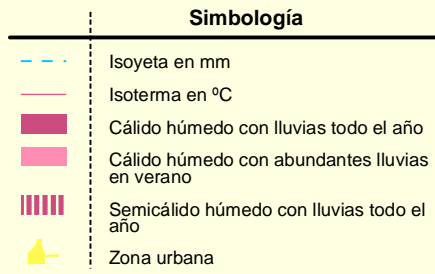 Simbología
Isoyeta en mm
Isoterma en ºC
Cálido húmedo con lluvias todo el año
Cálido húmedo con abundantes lluvias
en verano
Semicálido húmedo con lluvias todo el
año
Zona urbana